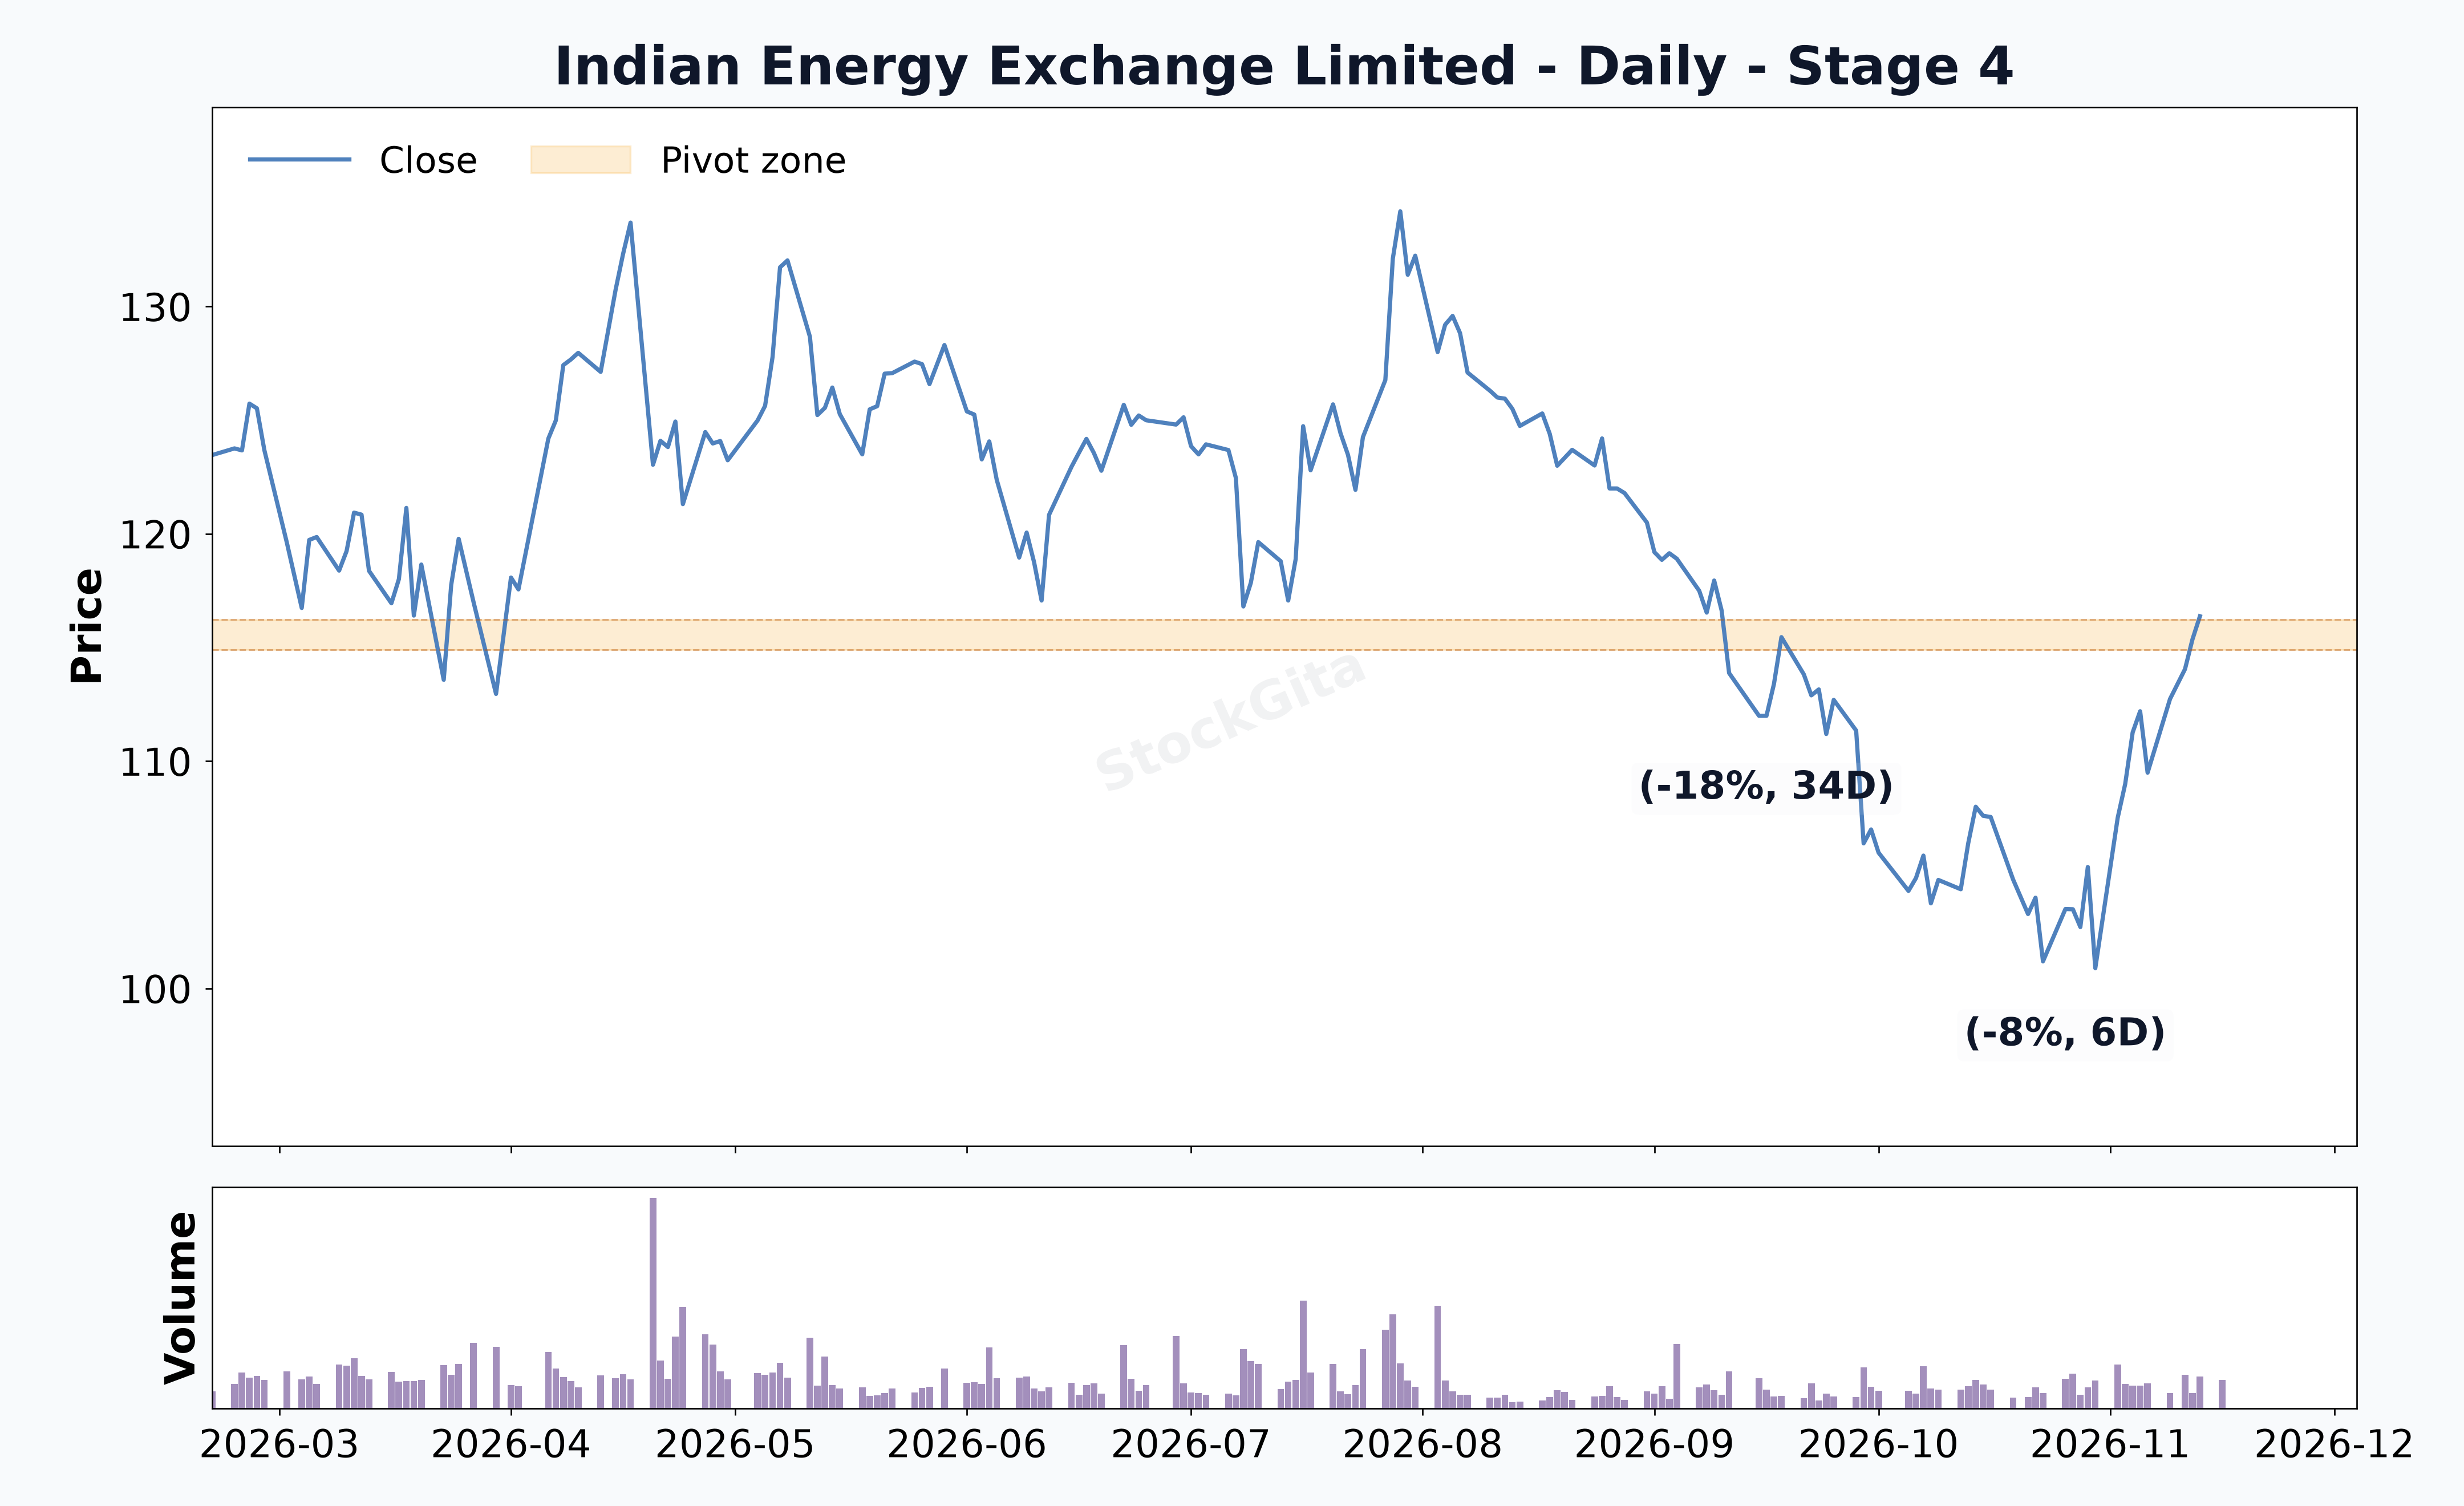 Indian Energy Exchange Limited - Daily - Stage 4
Close
Pivot zone
130
120
110
100
Price
StockGita
(-18%, 34D)
(-8%, 6D)
Volume
2026-03
2026-04
2026-05
2026-06
2026-07
2026-08
2026-09
2026-10
2026-11
2026-12